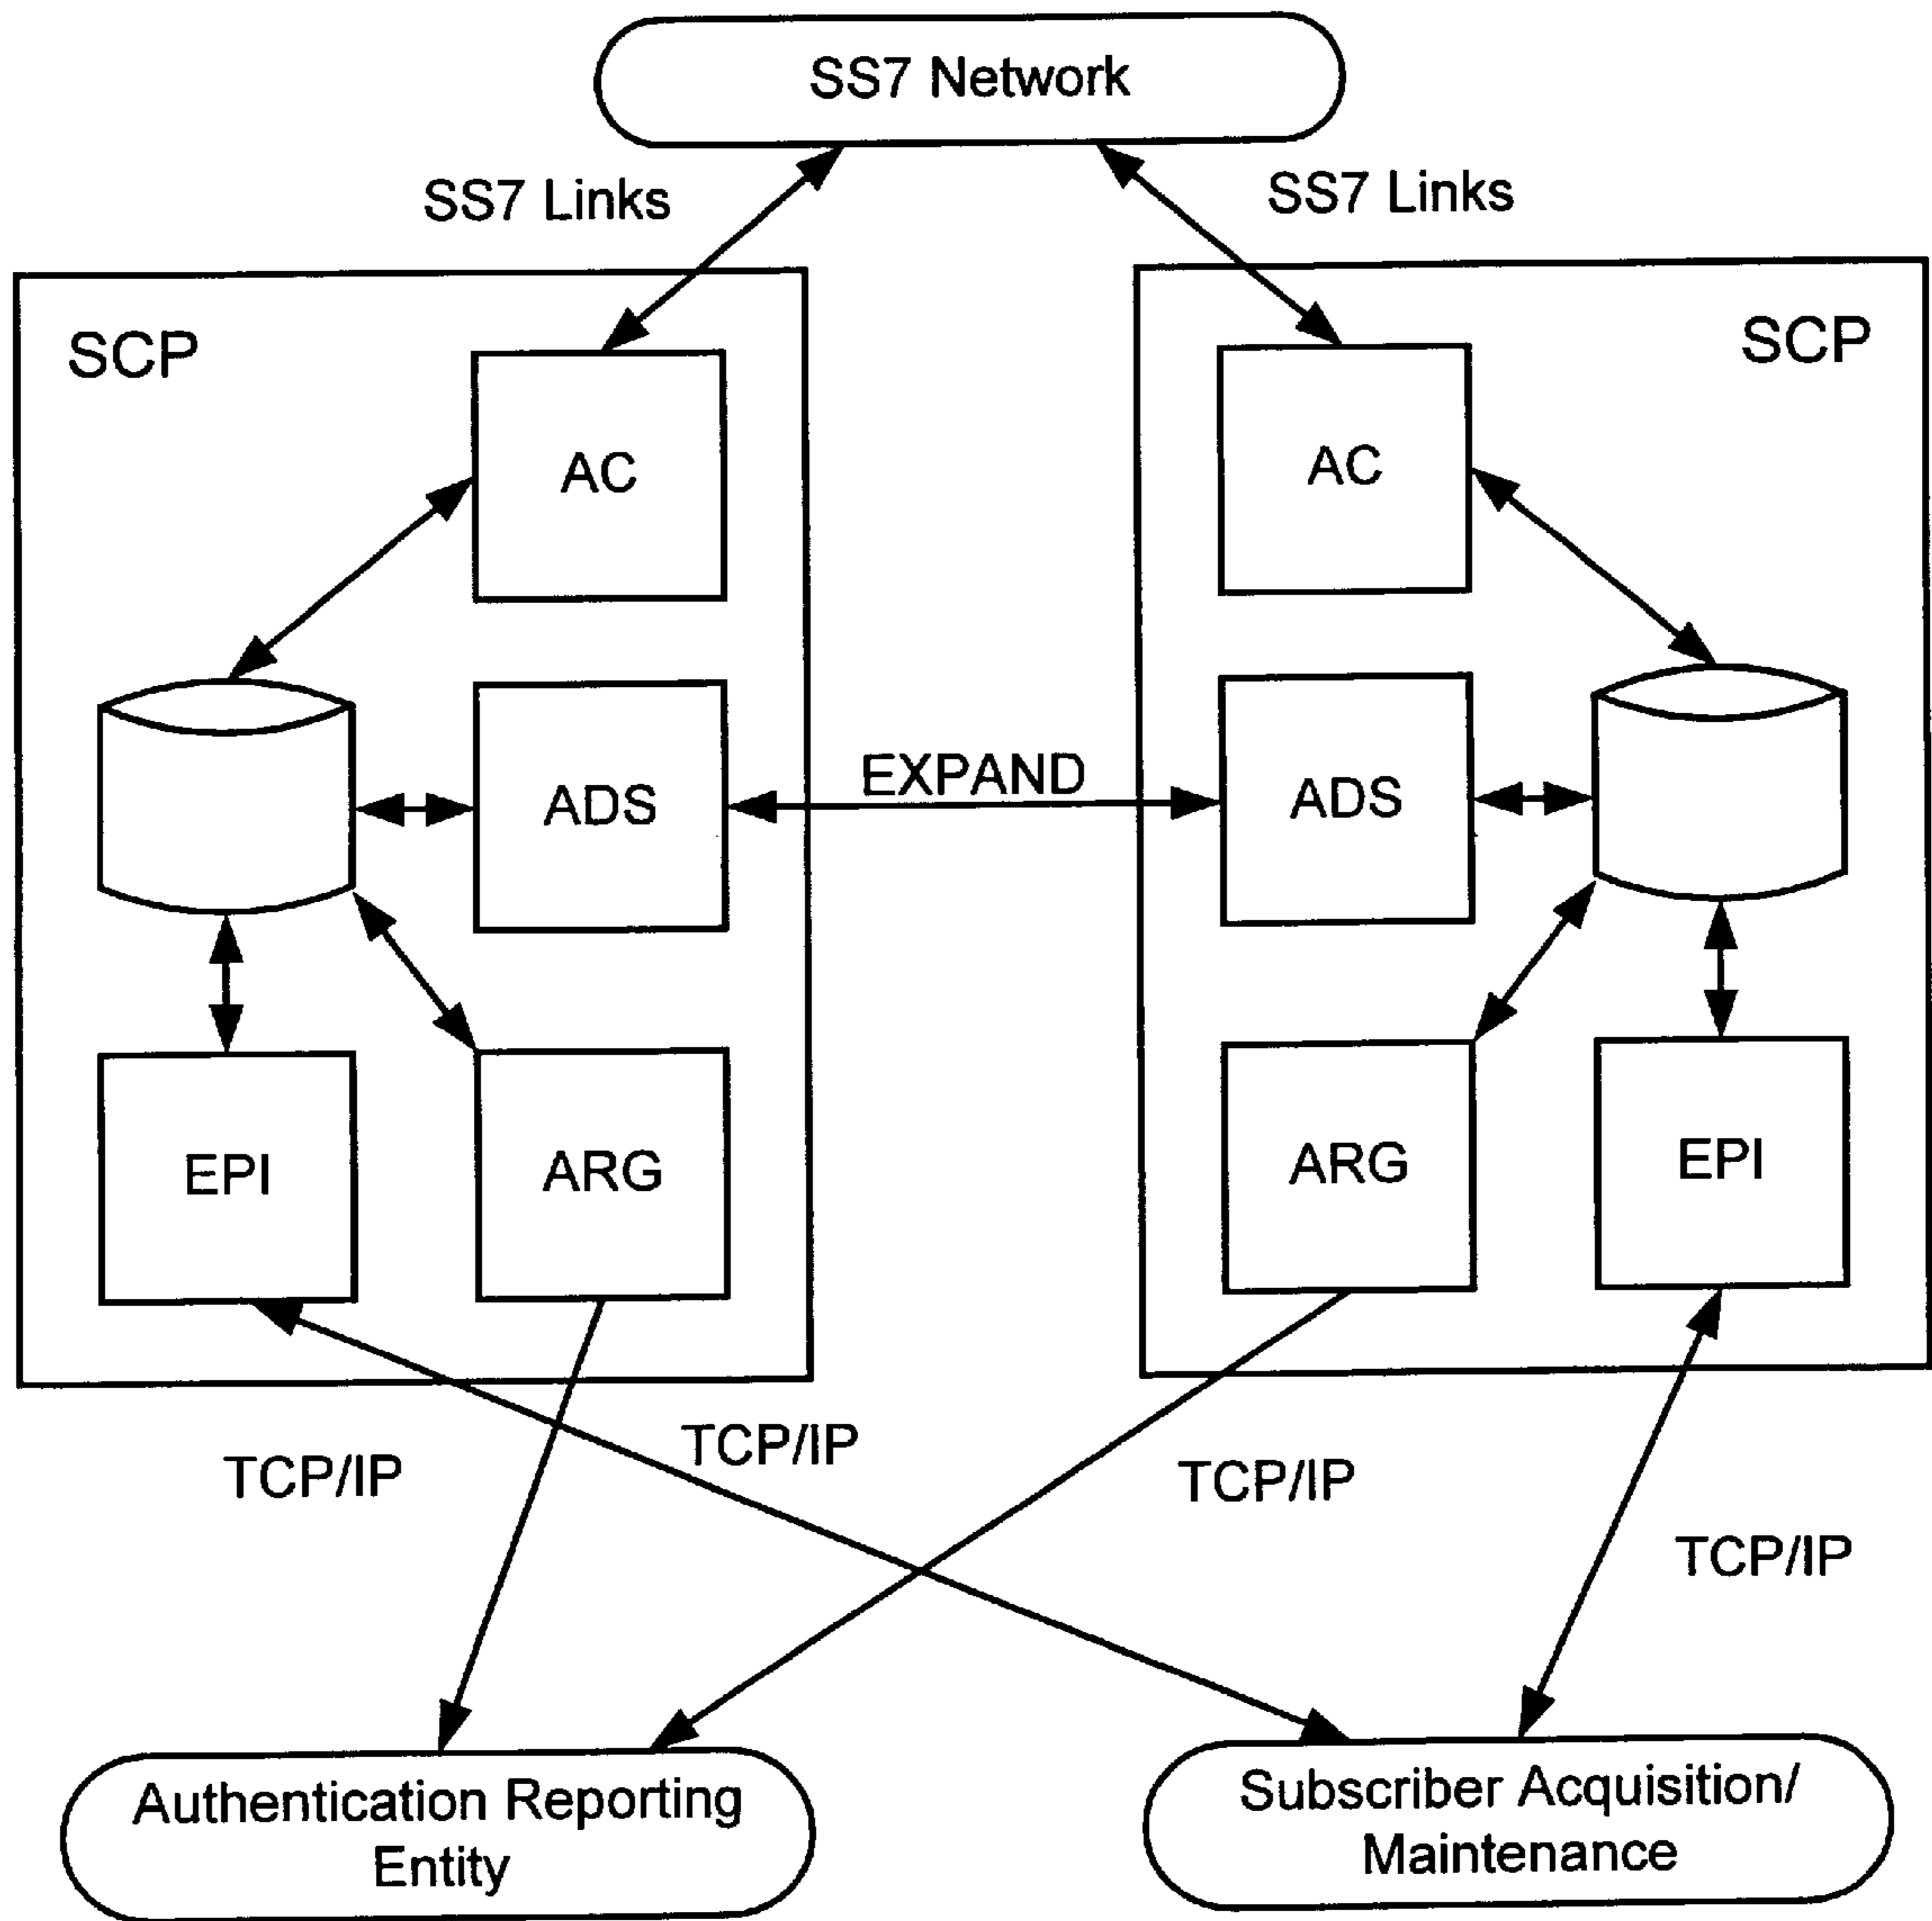 SS7 Network
SS7 Links
SS7 Links
SCP
SCP
AC
AC
ADS
EXPAND
ADS
EPI
ARG
ARG
EPI
TCP/IP
TCP/IP
TCP/IP
TCP/IP
Authentication Reporting
Entity
Subscriber Acquisition/
Maintenance